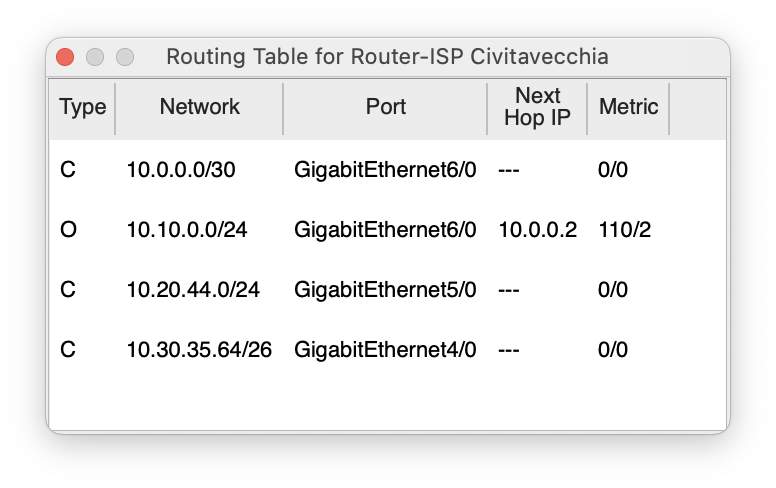 Routing Table for Router-ISP Civitavecchia
Type Network Port Next Hop IP Metric
C 10.0.0.0/30 GigabitEthernet6/0 --- 0/0
O 10.10.0.0/24 GigabitEthernet6/0 10.0.0.2 110/2
C 10.20.44.0/24 GigabitEthernet5/0 --- 0/0
C 10.30.35.64/26 GigabitEthernet4/0 --- 0/0